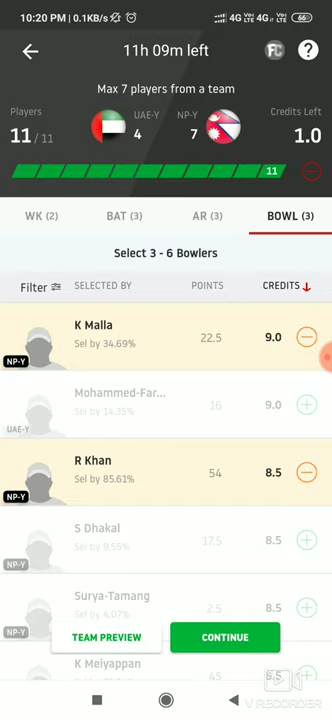 10:20 PM | 0.1KB/s
4G 4G VoLTE 66
11h 09m left
FC ?
Max 7 players from a team
Players UAE-Y NP-Y Credits Left
11 / 11 4 7 1.0
11
WK (2) BAT (3) AR (3) BOWL (3)
Select 3 - 6 Bowlers
Filter SELECTED BY POINTS CREDITS
K Malla
Sel by 34.69% 22.5 9.0
NP-Y
Mohammed-Far...
Sel by 14.35% 16 9.0
UAE-Y
R Khan
Sel by 85.61% 54 8.5
NP-Y
S Dhakal
Sel by 9.55% 17.5 8.5
NP-Y
Surya-Tamang
Sel by 4.07% 2.5 8.5
NP-Y
TEAM PREVIEW CONTINUE
K Meiyappan
45 8.5
V RECORDER